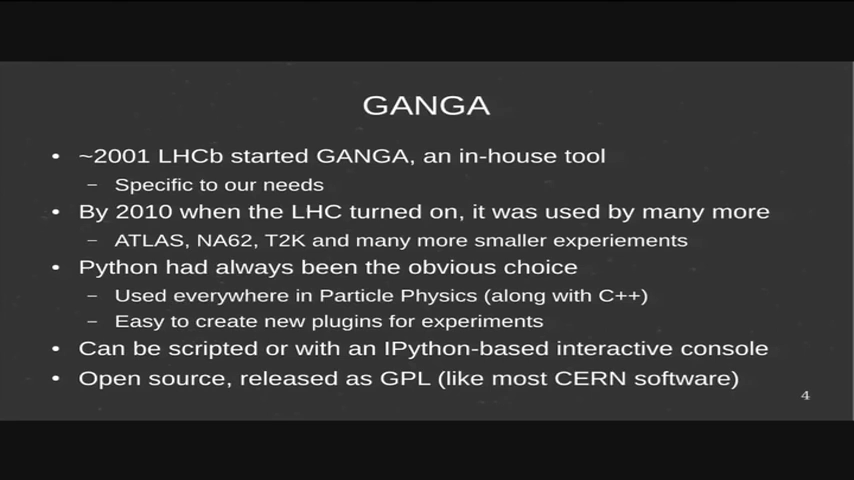 GANGA
• ~2001 LHCb started GANGA, an in-house tool
– Specific to our needs
• By 2010 when the LHC turned on, it was used by many more
– ATLAS, NA62, T2K and many more smaller experiements
• Python had always been the obvious choice
– Used everywhere in Particle Physics (along with C++)
– Easy to create new plugins for experiments
• Can be scripted or with an IPython-based interactive console
• Open source, released as GPL (like most CERN software)
4